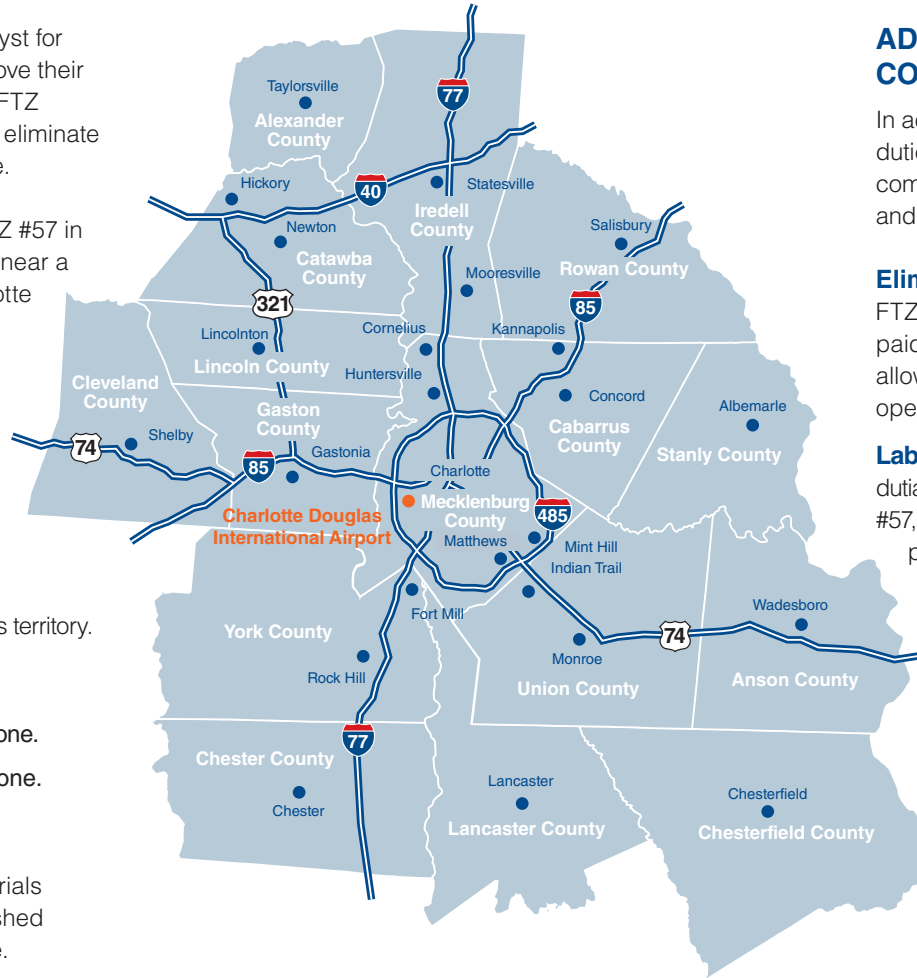 yst for
ove their
FTZ
eliminate
e.
Z #57 in
near a
otte
s territory.
one.
one.
rials
shed
e.
77
Taylorsville
Alexander
County
Hickory
40
Statesville
Iredell
County
Newton
Catawba
County
Salisbury
Rowan County
Mooresville
321
85
Lincolnton
Lincoln County
Cornelius
Kannapolis
Huntersville
Cleveland
County
Gaston
County
Concord
Cabarrus
County
Albemarle
Stanly County
74
Shelby
85
Gastonia
Charlotte
Charlotte Douglas
International Airport
Mecklenburg
County
485
Matthews
Mint Hill
Indian Trail
Fort Mill
York County
Rock Hill
Monroe
74
Wadesboro
Union County
Anson County
77
Chester County
Chester
Lancaster
Lancaster County
Chesterfield
Chesterfield County
AD
CO
In ac
dutie
com
and
Elim
FTZ
paid
allow
ope
Lab
dutia
#57,
p